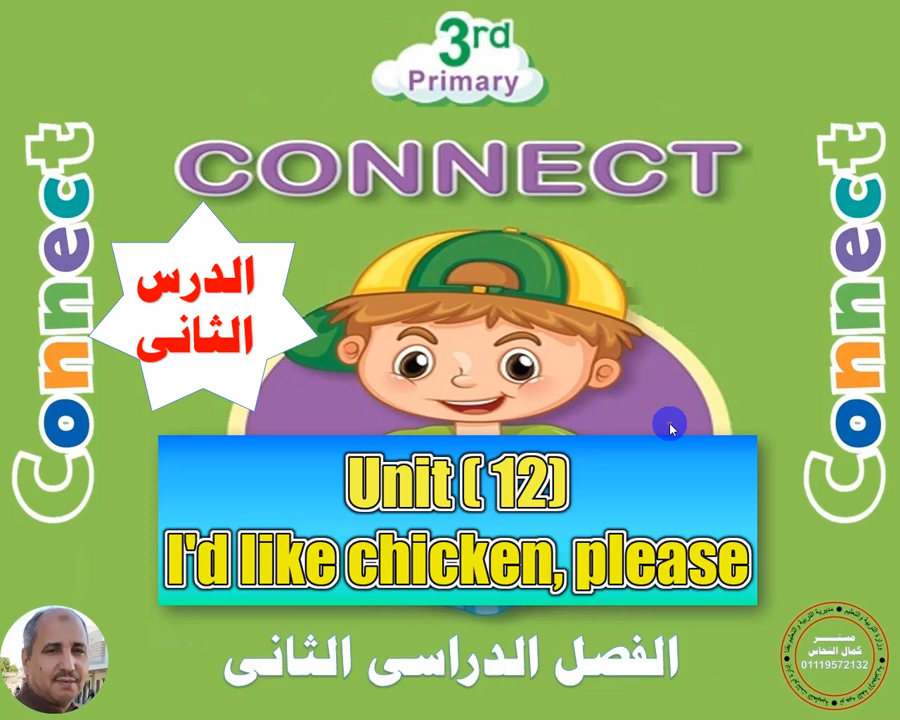 3rd
Primary
CONNECT
Connect
Connect
الدرس
الثانى
Unit ( 12)
I'd like chicken, please
الفصل الدراسى الثانى
مستر
كمال النحاس
01119572132